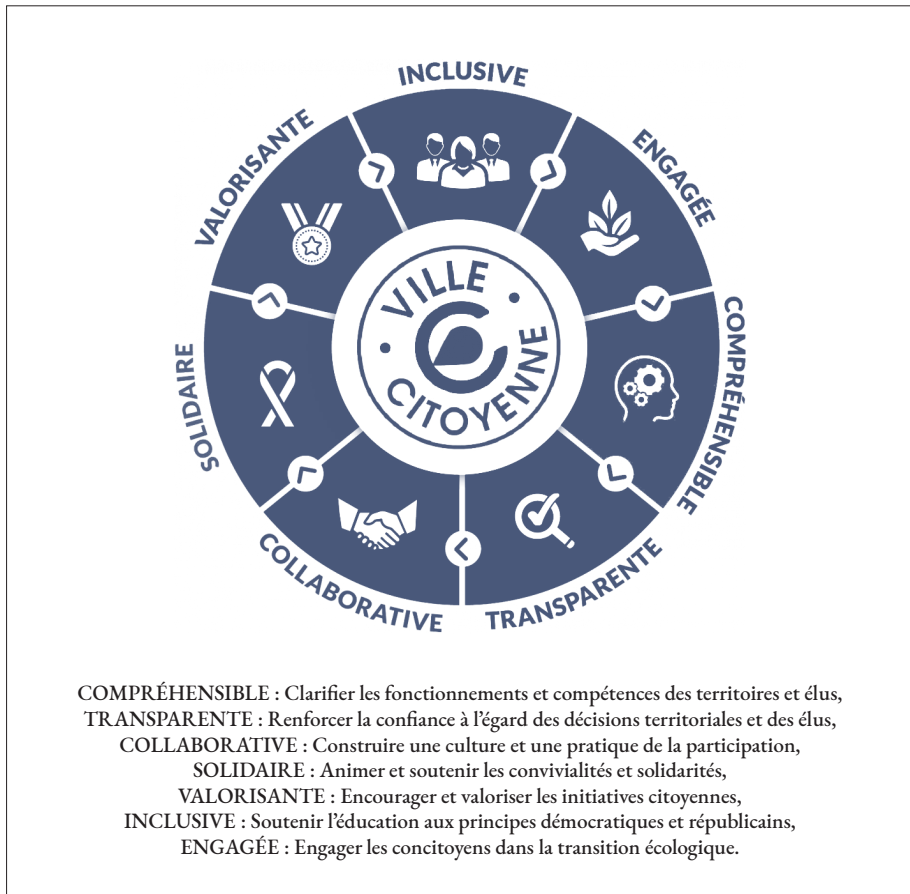 INCLUSIVE
ENGAGÉE
COMPRÉHENSIBLE
TRANSPARENTE
COLLABORATIVE
SOLIDAIRE
VALORISANTE
VILLE
CITOYENNE
COMPRÉHENSIBLE : Clarifier les fonctionnements et compétences des territoires et élus,
TRANSPARENTE : Renforcer la confiance à l’égard des décisions territoriales et des élus,
COLLABORATIVE : Construire une culture et une pratique de la participation,
SOLIDAIRE : Animer et soutenir les convivialités et solidarités,
VALORISANTE : Encourager et valoriser les initiatives citoyennes,
INCLUSIVE : Soutenir l’éducation aux principes démocratiques et républicains,
ENGAGÉE : Engager les concitoyens dans la transition écologique.